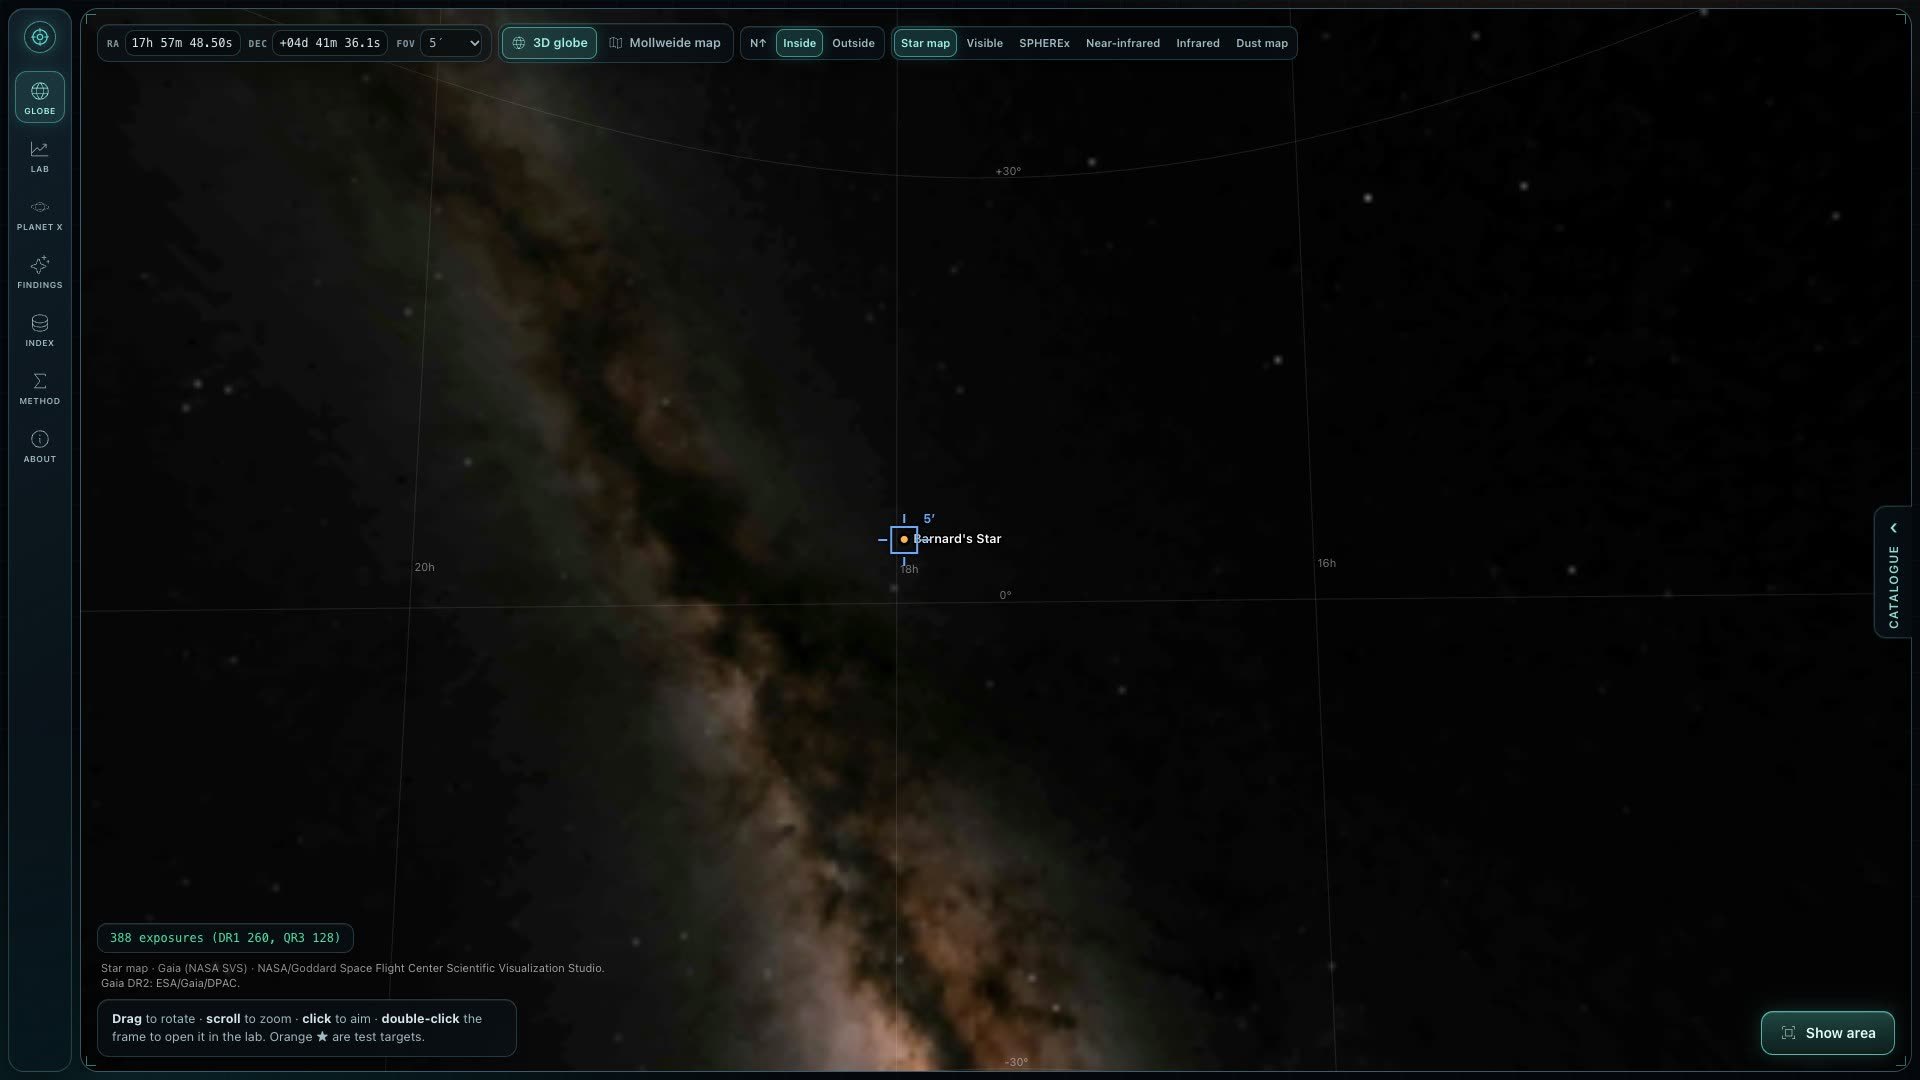 RA 17h 57m 48.50s DEC +04d 41m 36.1s FOV 5′ 3D globe Mollweide map N↑ Inside Outside Star map Visible SPHEREx Near-infrared Infrared Dust map
GLOBE
LAB
PLANET X
FINDINGS
INDEX
METHOD
ABOUT
+30°
5′
Barnard's Star
20h
18h
16h
0°
-30°
CATALOGUE
388 exposures (DR1 260, QR3 128)
Star map · Gaia (NASA SVS) · NASA/Goddard Space Flight Center Scientific Visualization Studio.
Gaia DR2: ESA/Gaia/DPAC.
Drag to rotate · scroll to zoom · click to aim · double-click the
frame to open it in the lab. Orange ★ are test targets.
Show area